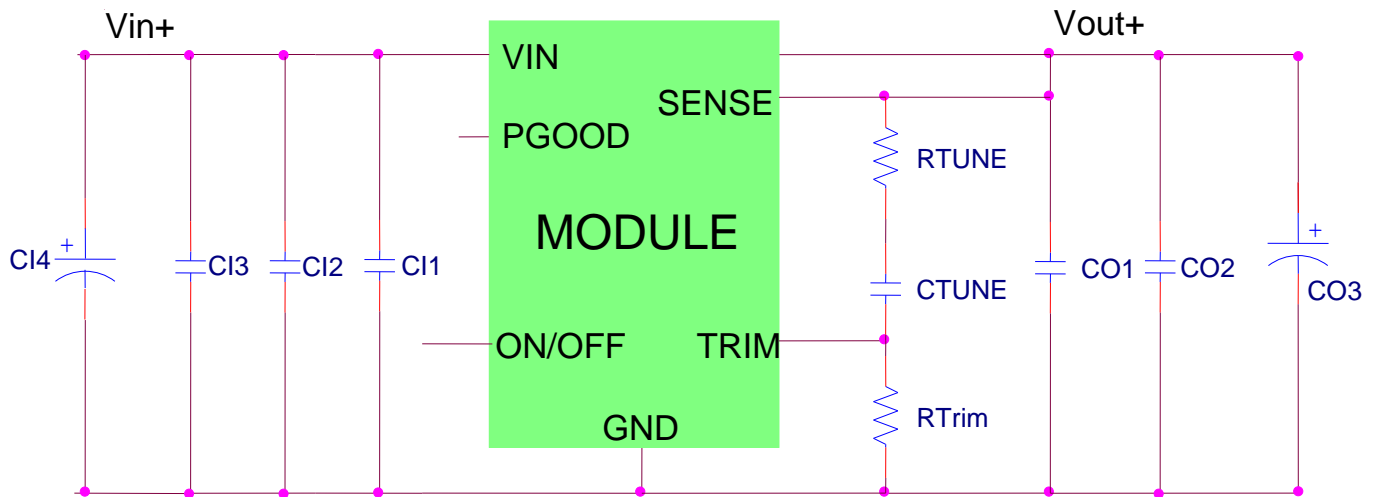 Vin+
Vout+
VIN
SENSE
PGOOD
RTUNE
MODULE
+
CI4
CI3
CI2
CI1
CTUNE
CO1
CO2
+
CO3
ON/OFF
TRIM
RTrim
GND